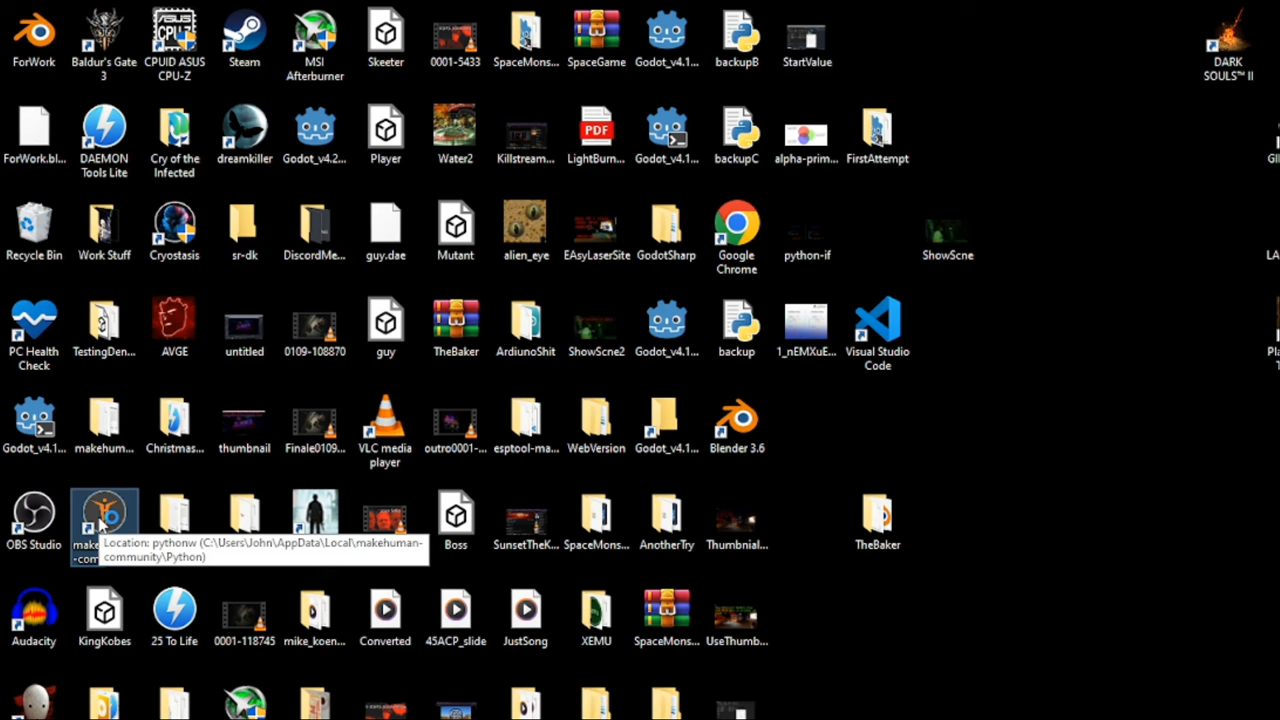 ForWork
Baldur's Gate
3
CPUID ASUS
CPU-Z
Steam
MSI
Afterburner
Skeeter
0001-5433
SpaceMons...
SpaceGame
Godot_v4.1...
backupB
StartValue
DARK
SOULS™ II
ForWork.bl...
DAEMON
Tools Lite
Cry of the
Infected
dreamkiller
Godot_v4.2...
Player
Water2
Killstream...
LightBurn...
Godot_v4.1...
backupC
alpha-prim...
FirstAttempt
Recycle Bin
Work Stuff
Cryostasis
sr-dk
DiscordMe...
guy.dae
Mutant
alien_eye
EAsyLaserSite
GodotSharp
Google
Chrome
python-if
ShowScne
PC Health
Check
TestingDen...
AVGE
untitled
0109-108870
guy
TheBaker
ArdiunoShit
ShowScne2
Godot_v4.1...
backup
1_nEMXuE...
Visual Studio
Code
Godot_v4.1...
makehum...
Christmas...
thumbnail
Finale0109...
VLC media
player
outro0001-...
esptool-ma...
WebVersion
Godot_v4.1...
Blender 3.6
OBS Studio
Location: pythonw (C:\Users\John\AppData\Local\makehuman-
community\Python)
Boss
SunsetTheK...
SpaceMons...
AnotherTry
Thumbnial...
TheBaker
Audacity
KingKobes
25 To Life
0001-118745
mike_koen...
Converted
45ACP_slide
JustSong
XEMU
SpaceMons...
UseThumb...